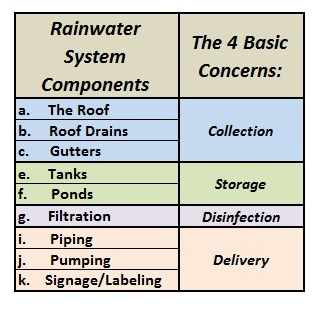 Rainwater
System
Components
The 4 Basic
Concerns:
a. The Roof
b. Roof Drains
c. Gutters
Collection
e. Tanks
f. Ponds
Storage
g. Filtration
Disinfection
i. Piping
j. Pumping
k. Signage/Labeling
Delivery